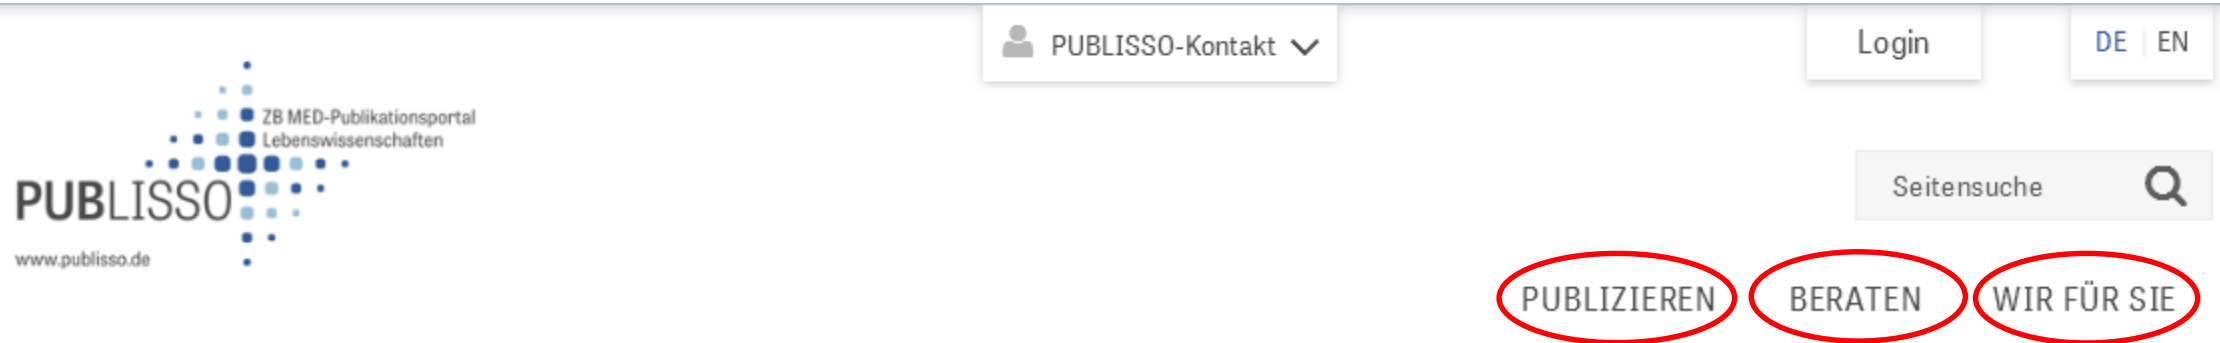 PUBLISSO-Kontakt
Login
DE | EN
ZB MED-Publikationsportal
Lebenswissenschaften
PUBLISSO
www.publisso.de
Seitensuche
PUBLIZIEREN BERATEN WIR FÜR SIE